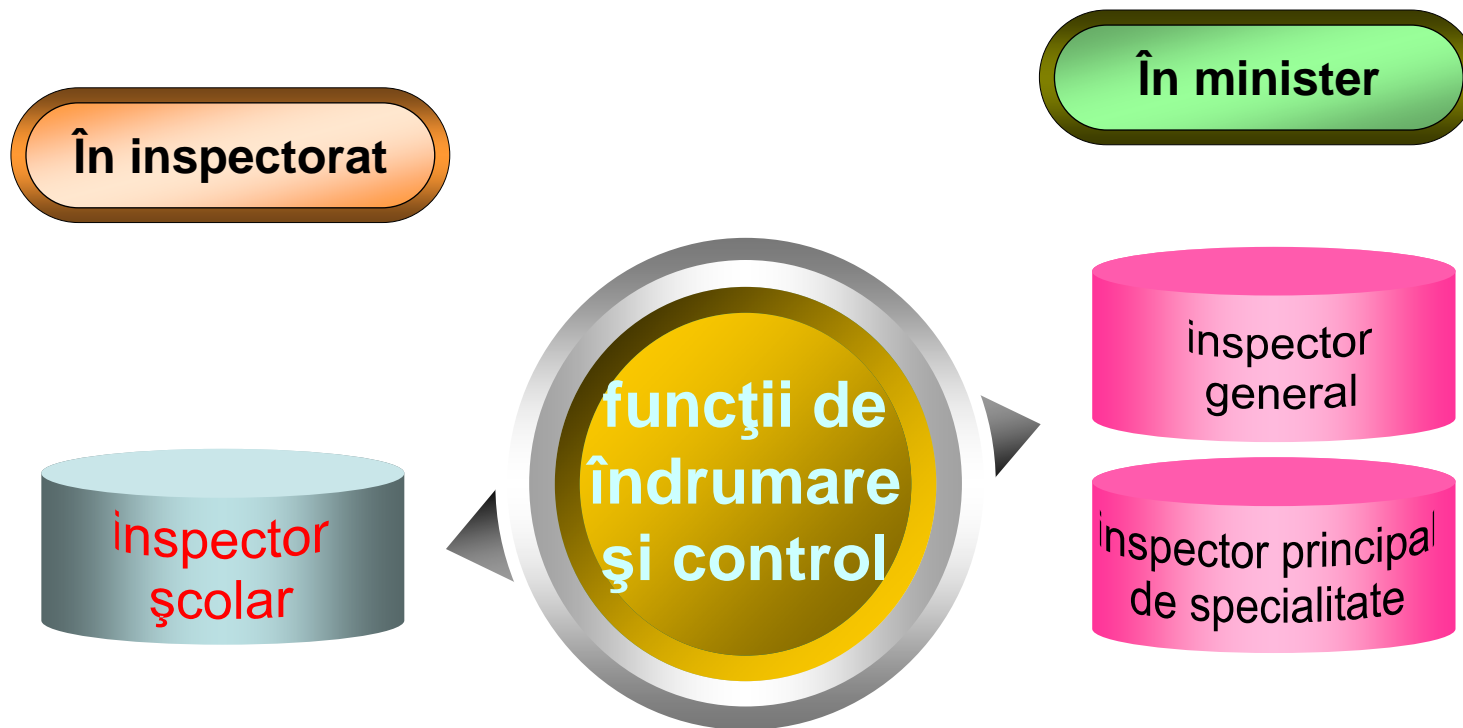 În minister
În inspectorat
inspector
general
funcţii de
îndrumare
şi control
inspector
şcolar
inspector principal
de specialitate